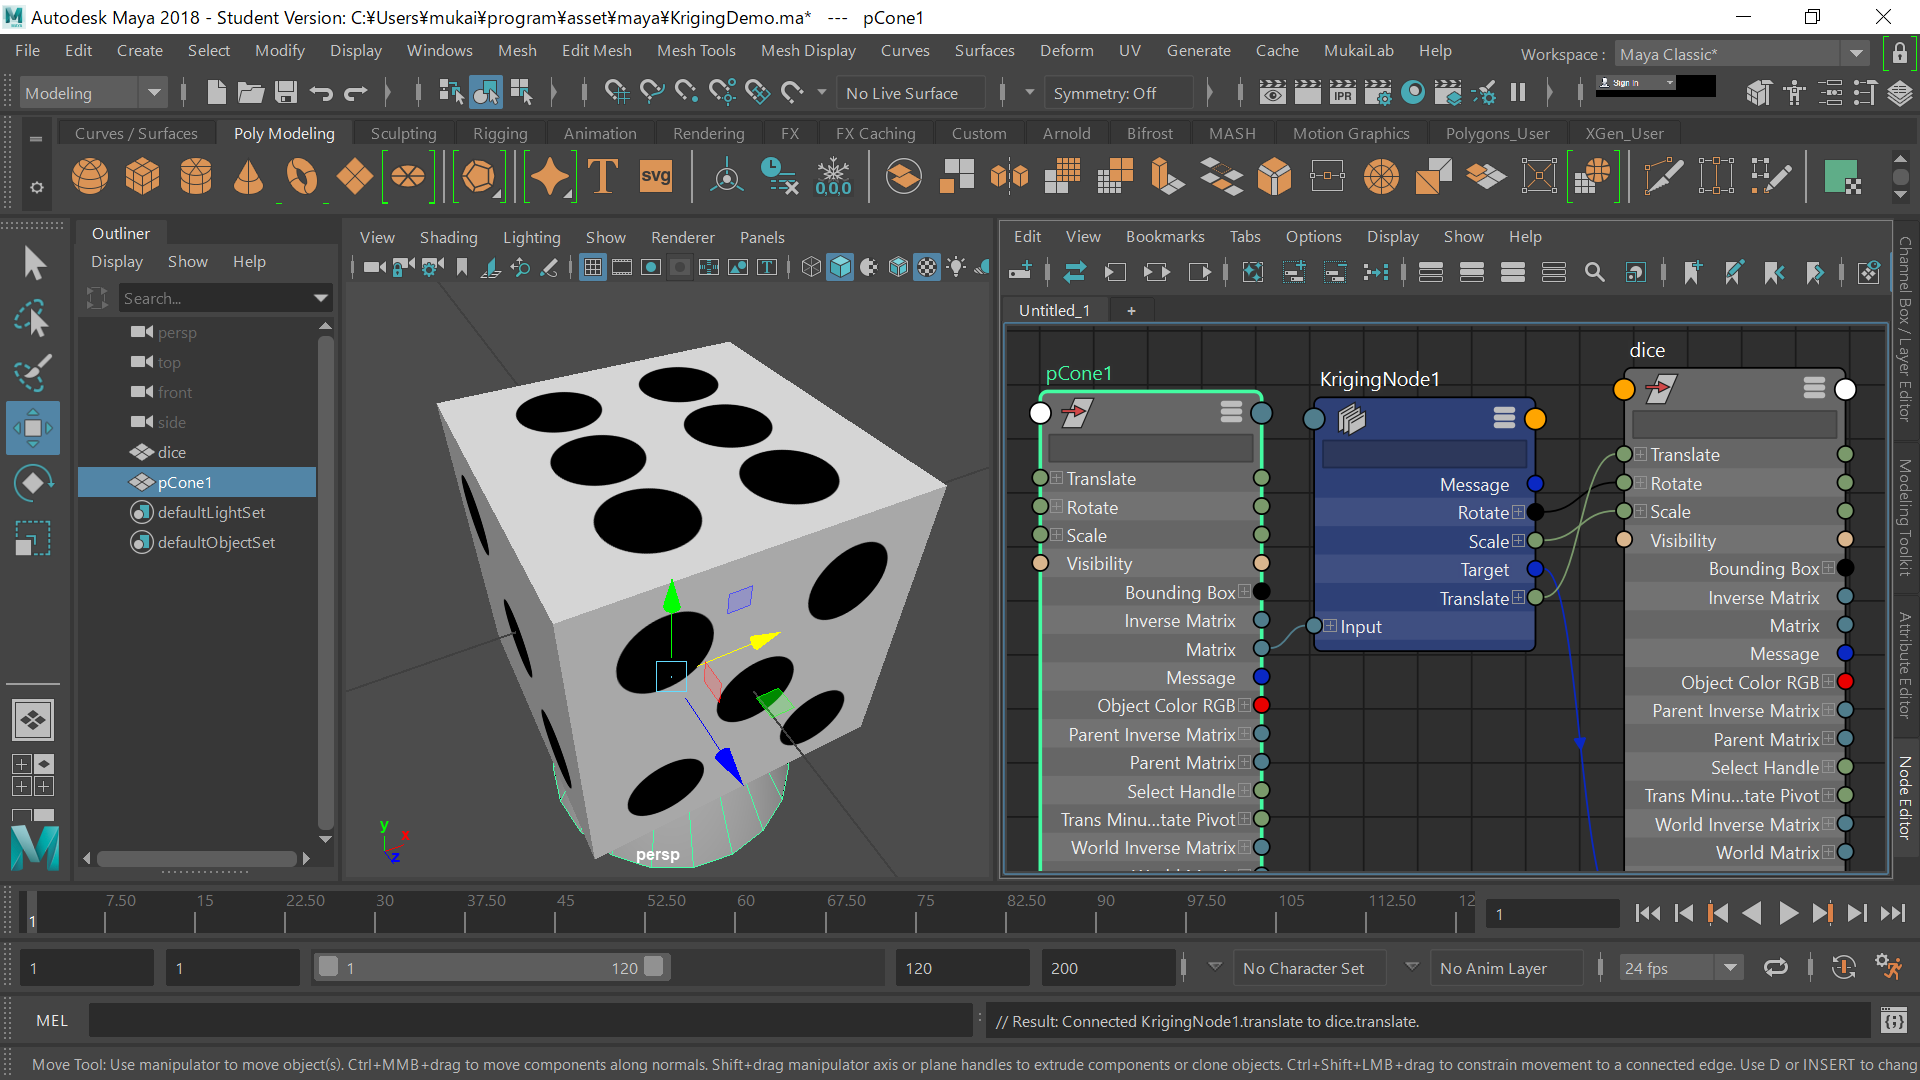 Autodesk Maya 2018 - Student Version: C:¥Users¥mukai¥program¥asset¥maya¥KrigingDemo.ma* --- pCone1
File Edit Create Select Modify Display Windows Mesh Edit Mesh Mesh Tools Mesh Display Curves Surfaces Deform UV Generate Cache MukaiLab Help
Workspace : Maya Classic*
Modeling No Live Surface Symmetry: Off IPR Sign In
Curves / Surfaces Poly Modeling Sculpting Rigging Animation Rendering FX FX Caching Custom Arnold Bifrost MASH Motion Graphics Polygons_User XGen_User
T svg 0,0,0
Outliner
Display Show Help
Search...
persp
top
front
side
dice
pCone1
defaultLightSet
defaultObjectSet
View Shading Lighting Show Renderer Panels
y
x
z
persp
Edit View Bookmarks Tabs Options Display Show Help
Untitled_1 +
pCone1
Translate
Rotate
Scale
Visibility
Bounding Box
Inverse Matrix
Matrix
Message
Object Color RGB
Parent Inverse Matrix
Parent Matrix
Select Handle
Trans Minu...tate Pivot
World Inverse Matrix
KrigingNode1
Message
Rotate
Scale
Target
Translate
Input
dice
Translate
Rotate
Scale
Visibility
Bounding Box
Inverse Matrix
Matrix
Message
Object Color RGB
Parent Inverse Matrix
Parent Matrix
Select Handle
Trans Minu...tate Pivot
World Inverse Matrix
World Matrix
Channel Box / Layer Editor
Modeling Toolkit
Attribute Editor
Node Editor
1 7.50 15 22.50 30 37.50 45 52.50 60 67.50 75 82.50 90 97.50 105 112.50 12 1
1 1 1 120 120 200 No Character Set No Anim Layer 24 fps
MEL // Result: Connected KrigingNode1.translate to dice.translate.
Move Tool: Use manipulator to move object(s). Ctrl+MMB+drag to move components along normals. Shift+drag manipulator axis or plane handles to extrude components or clone objects. Ctrl+Shift+LMB+drag to constrain movement to a connected edge. Use D or INSERT to chang